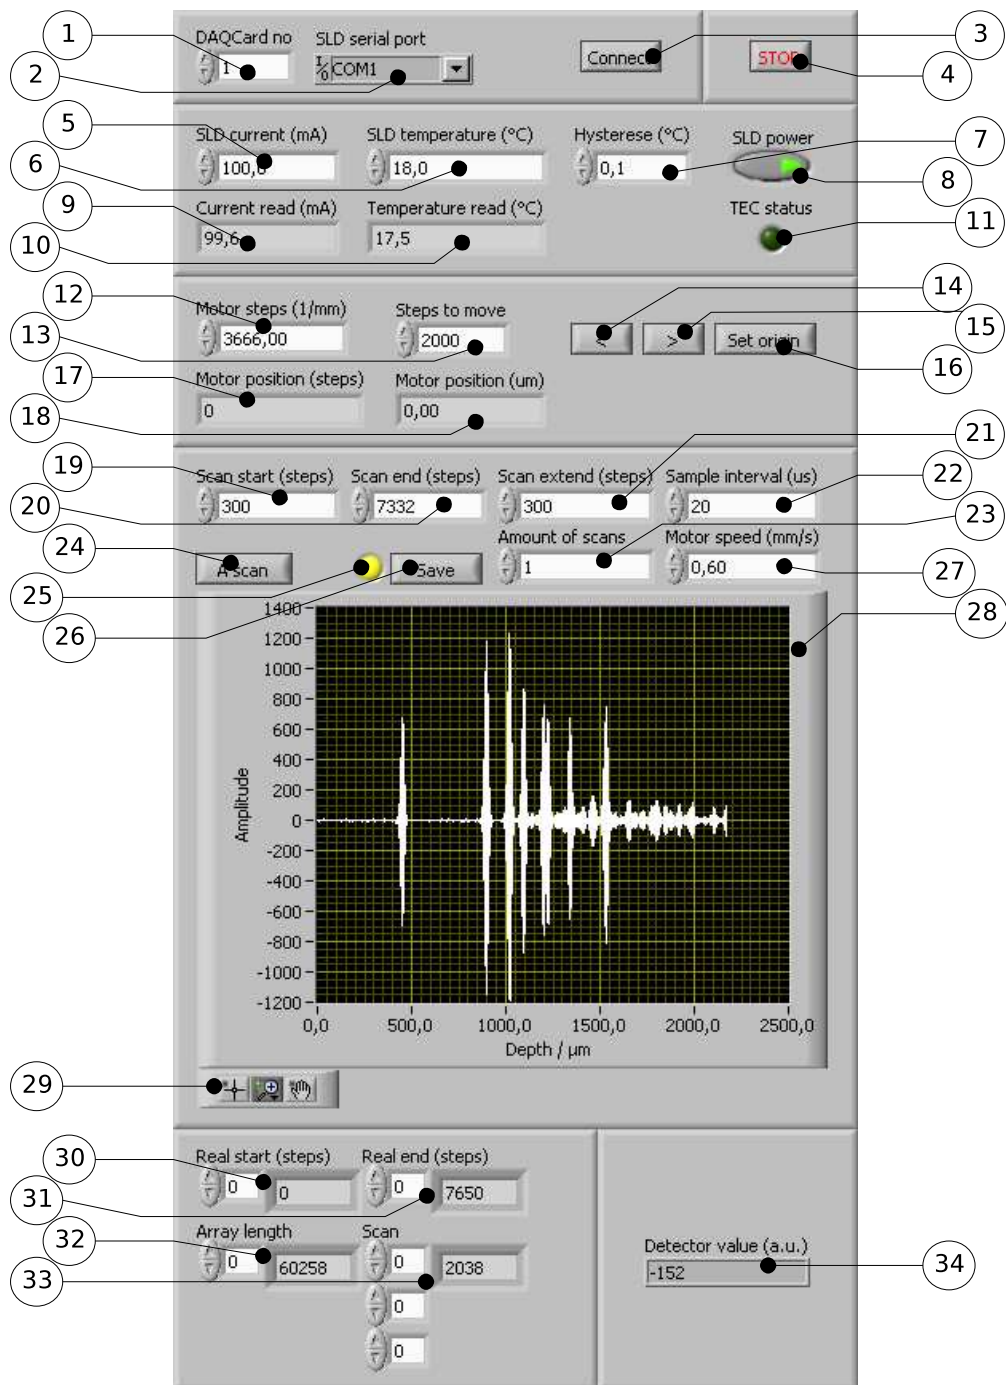 1
DAQCard no
SLD serial port
3
2
1
COM1
Connect
STOP
4
5
SLD current (mA)
SLD temperature (°C)
Hysterese (°C)
SLD power
7
6
100,0
18,0
0,1
8
9
Current read (mA)
Temperature read (°C)
TEC status
11
10
99,6
17,5
12
Motor steps (1/mm)
Steps to move
14
13
3666,00
2000
<
>
Set origin
15
16
17
Motor position (steps)
Motor position (um)
18
0
0,00
21
19
Scan start (steps)
Scan end (steps)
Scan extend (steps)
Sample interval (us)
22
20
300
7332
300
20
23
24
Amount of scans
Motor speed (mm/s)
A scan
Save
1
0,60
27
25
26
28
1400
1200
1000
800
600
400
200
0
-200
-400
-600
-800
-1000
-1200
Amplitude
0,0
500,0
1000,0
1500,0
2000,0
2500,0
Depth / µm
29
30
Real start (steps)
Real end (steps)
31
0
0
0
7650
32
Array length
Scan
33
0
60258
0
2038
0
0
Detector value (a.u.)
-152
34